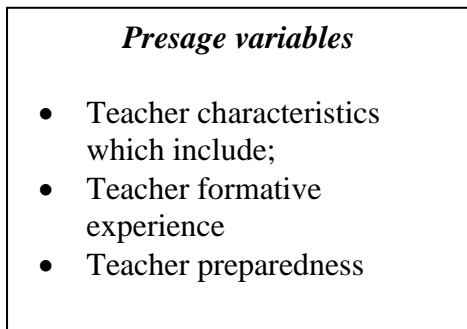 Presage variables
• Teacher characteristics
which include;
• Teacher formative
experience
• Teacher preparedness